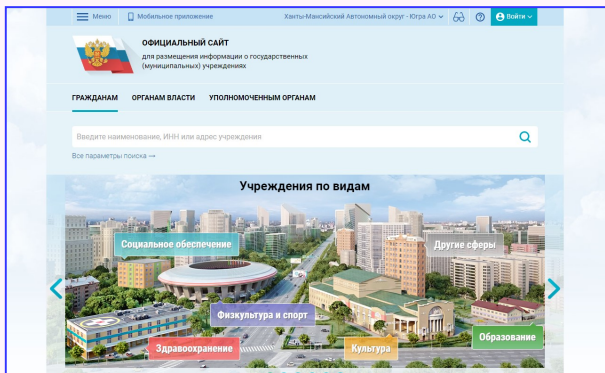 Меню
Мобильное приложение
Ханты-Мансийский Автономный округ - Югра АО
Войти
ОФИЦИАЛЬНЫЙ САЙТ
для размещения информации о государственных
(муниципальных) учреждениях
ГРАЖДАНАМ ОРГАНАМ ВЛАСТИ УПОЛНОМОЧЕННЫМ ОРГАНАМ
Введите наименование, ИНН или адрес учреждения
Все параметры поиска →
Учреждения по видам
Социальное обеспечение
Другие сферы
Физкультура и спорт
Образование
Здравоохранение
Культура